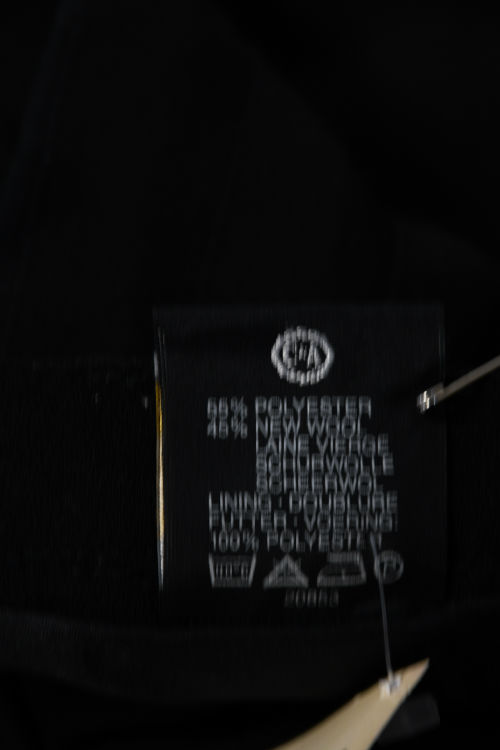 C&A
55% POLYESTER
45% NEW WOOL
LAINE VIERGE
SCHURWOLLE
SCHEERWOL
LINING · DOUBLURE
FUTTER · VOERING:
100% POLYESTER
P